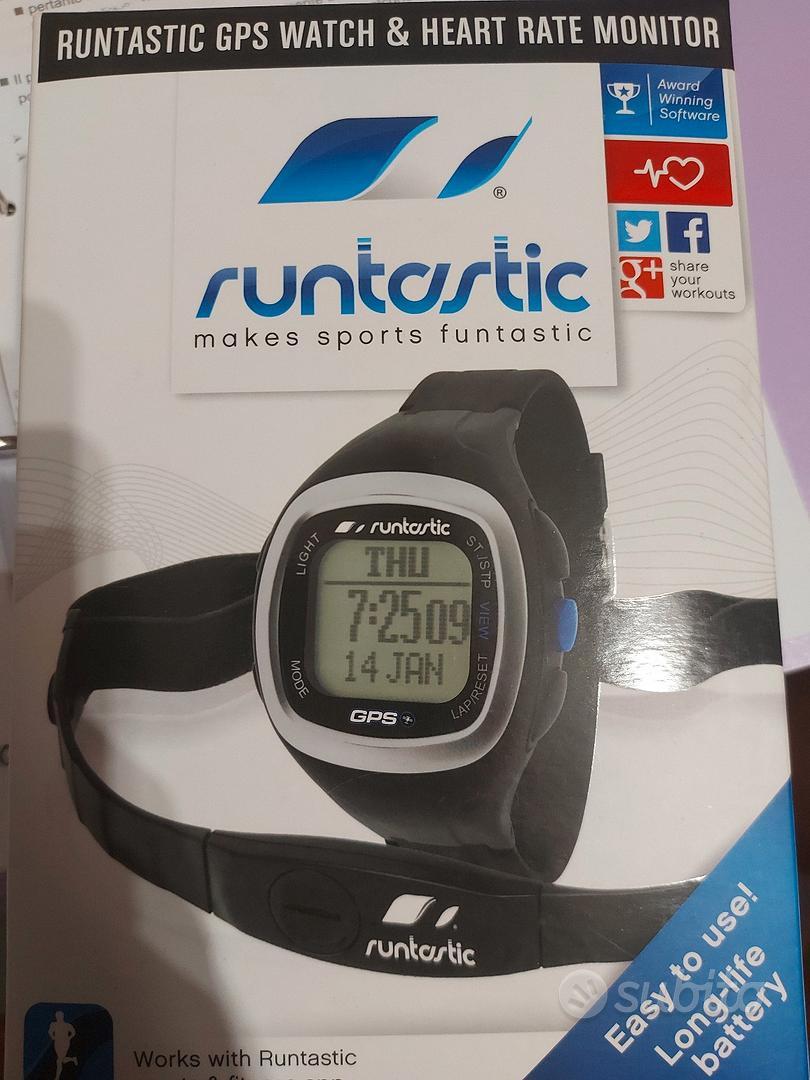 RUNTASTIC GPS WATCH & HEART RATE MONITOR
Award
Winning
Software
g+
share
your
workouts
®
runtastic
makes sports funtastic
runtastic
LIGHT
ST./STP
THU
7:25 09
14 JAN
VIEW
MODE
LAP/RESET
GPS
runtastic
Easy to use!
Long-life
battery
subito
Works with Runtastic